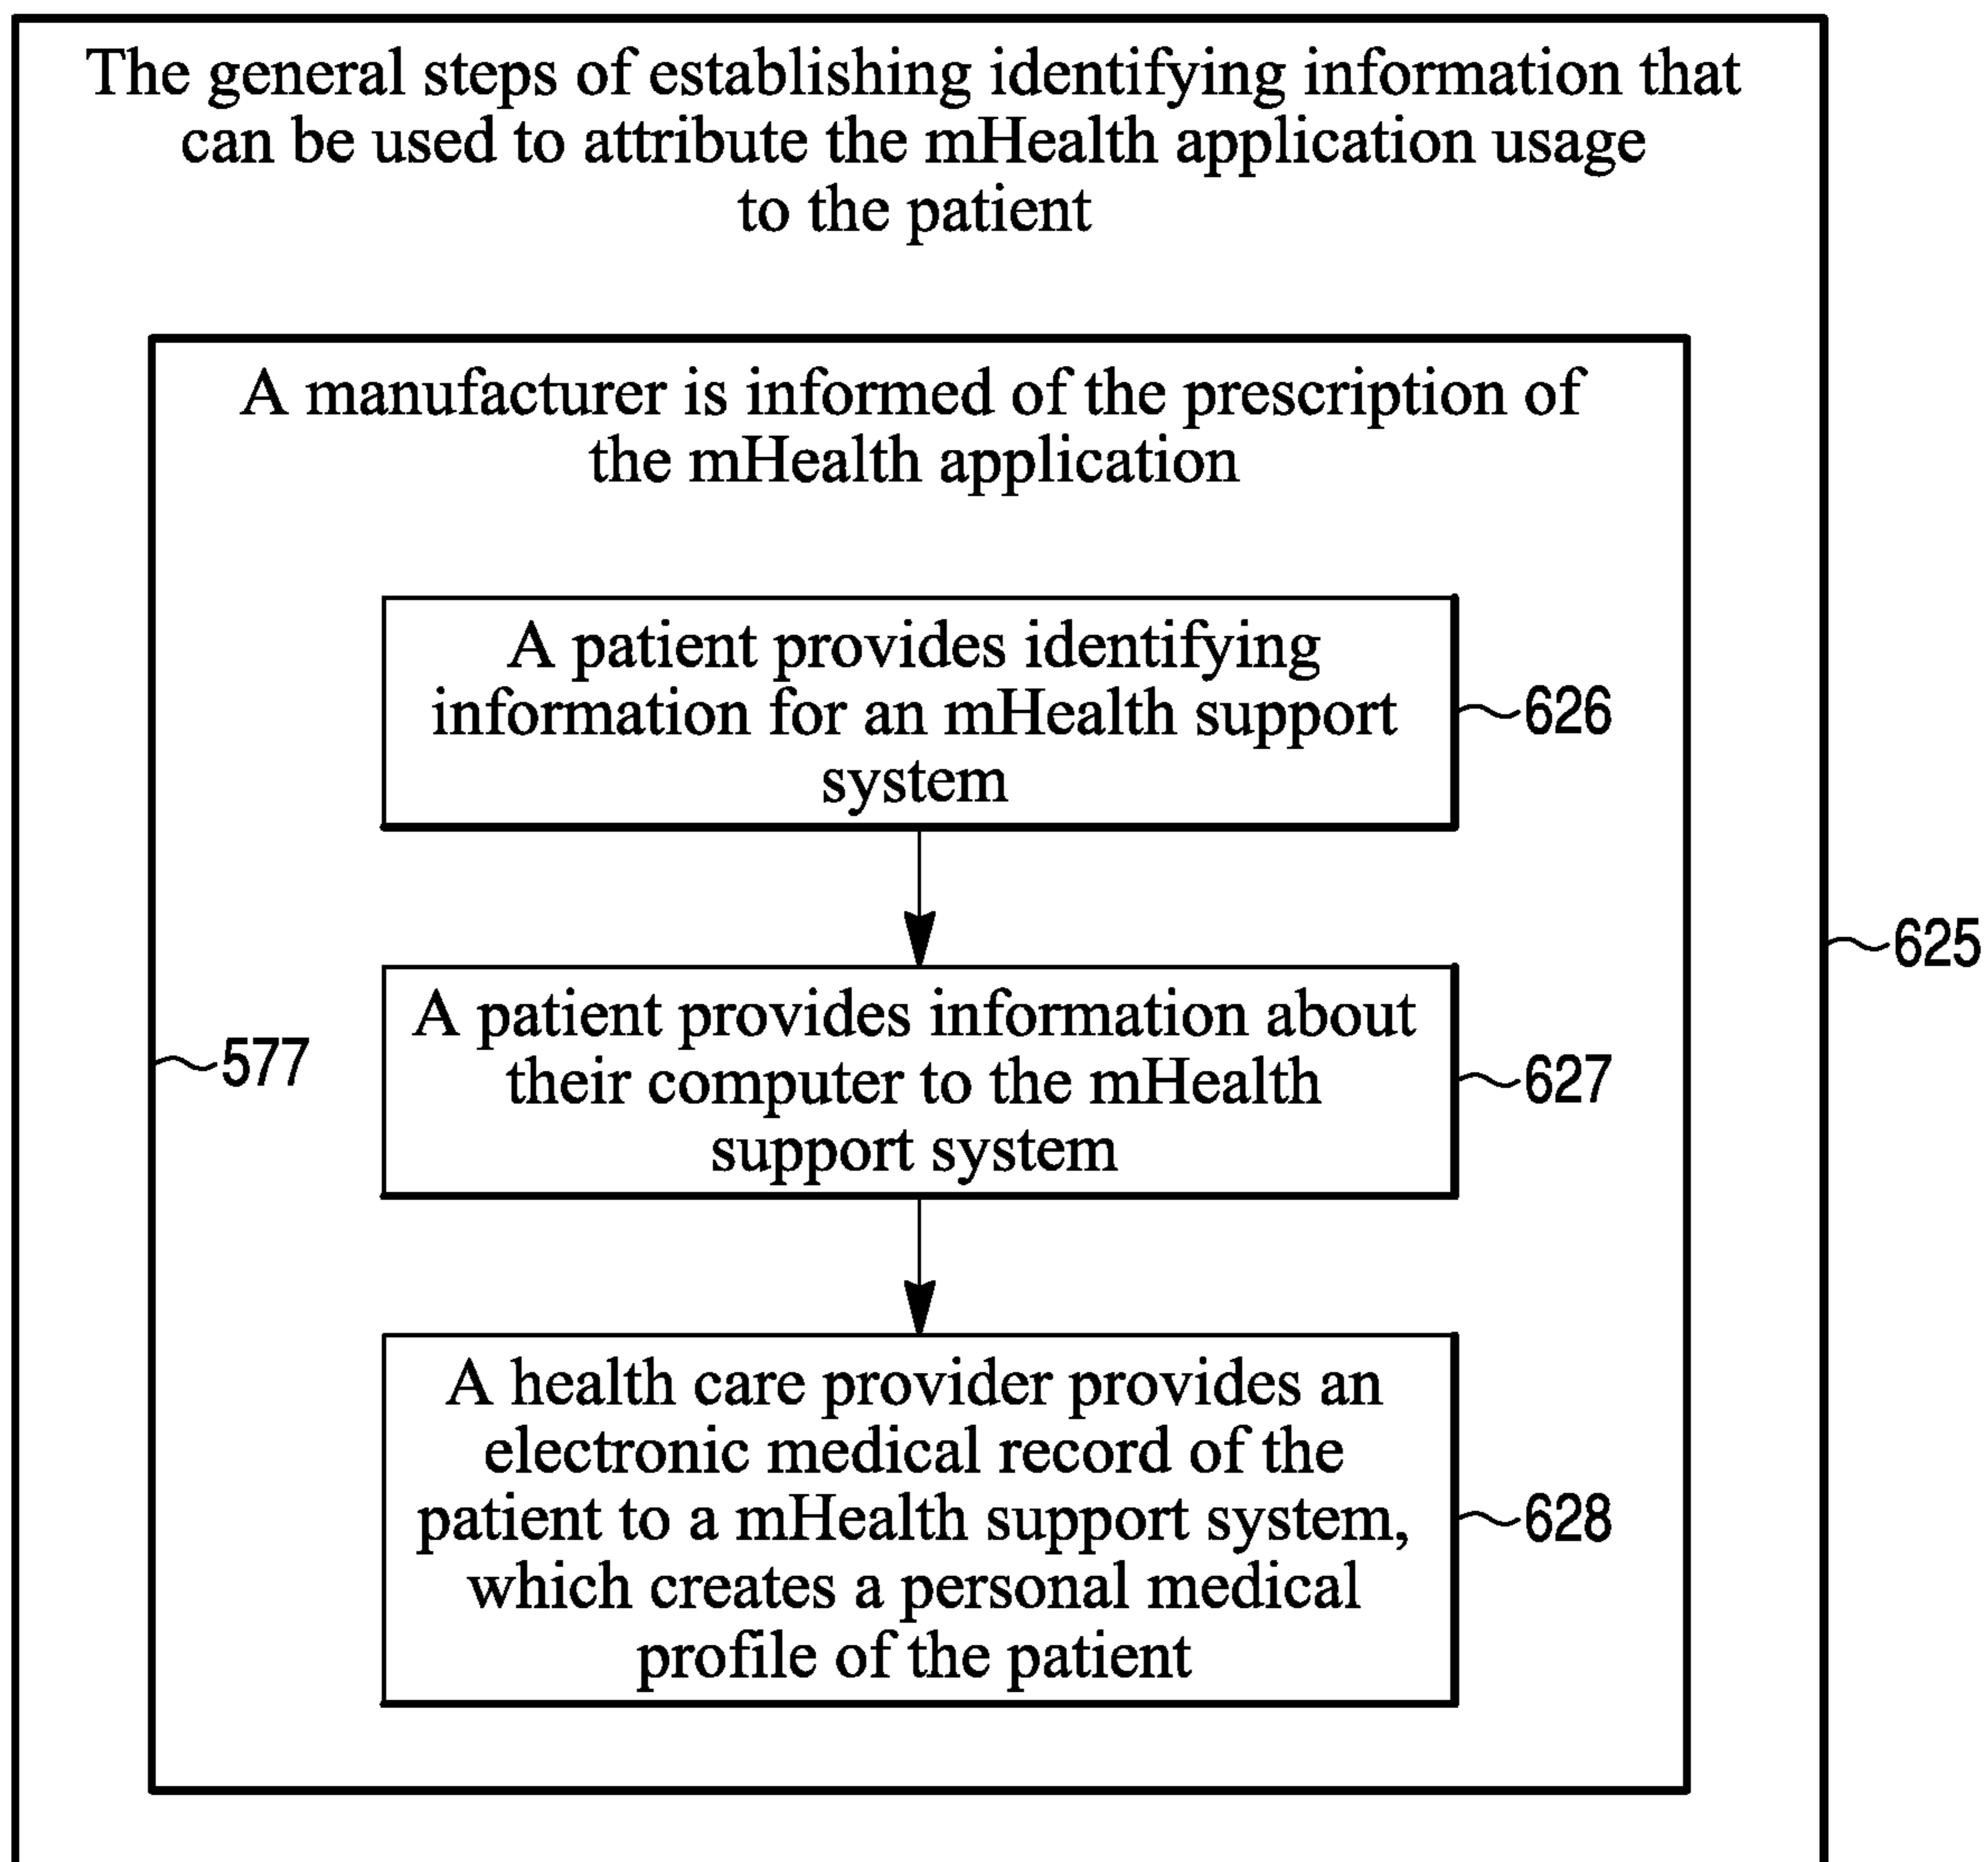 The general steps of establishing identifying information that
can be used to attribute the mHealth application usage
to the patient
A manufacturer is informed of the prescription of
the mHealth application
A patient provides identifying
information for an mHealth support
system
626
A patient provides information about
their computer to the mHealth
support system
627
577
625
A health care provider provides an
electronic medical record of the
patient to a mHealth support system,
which creates a personal medical
profile of the patient
628